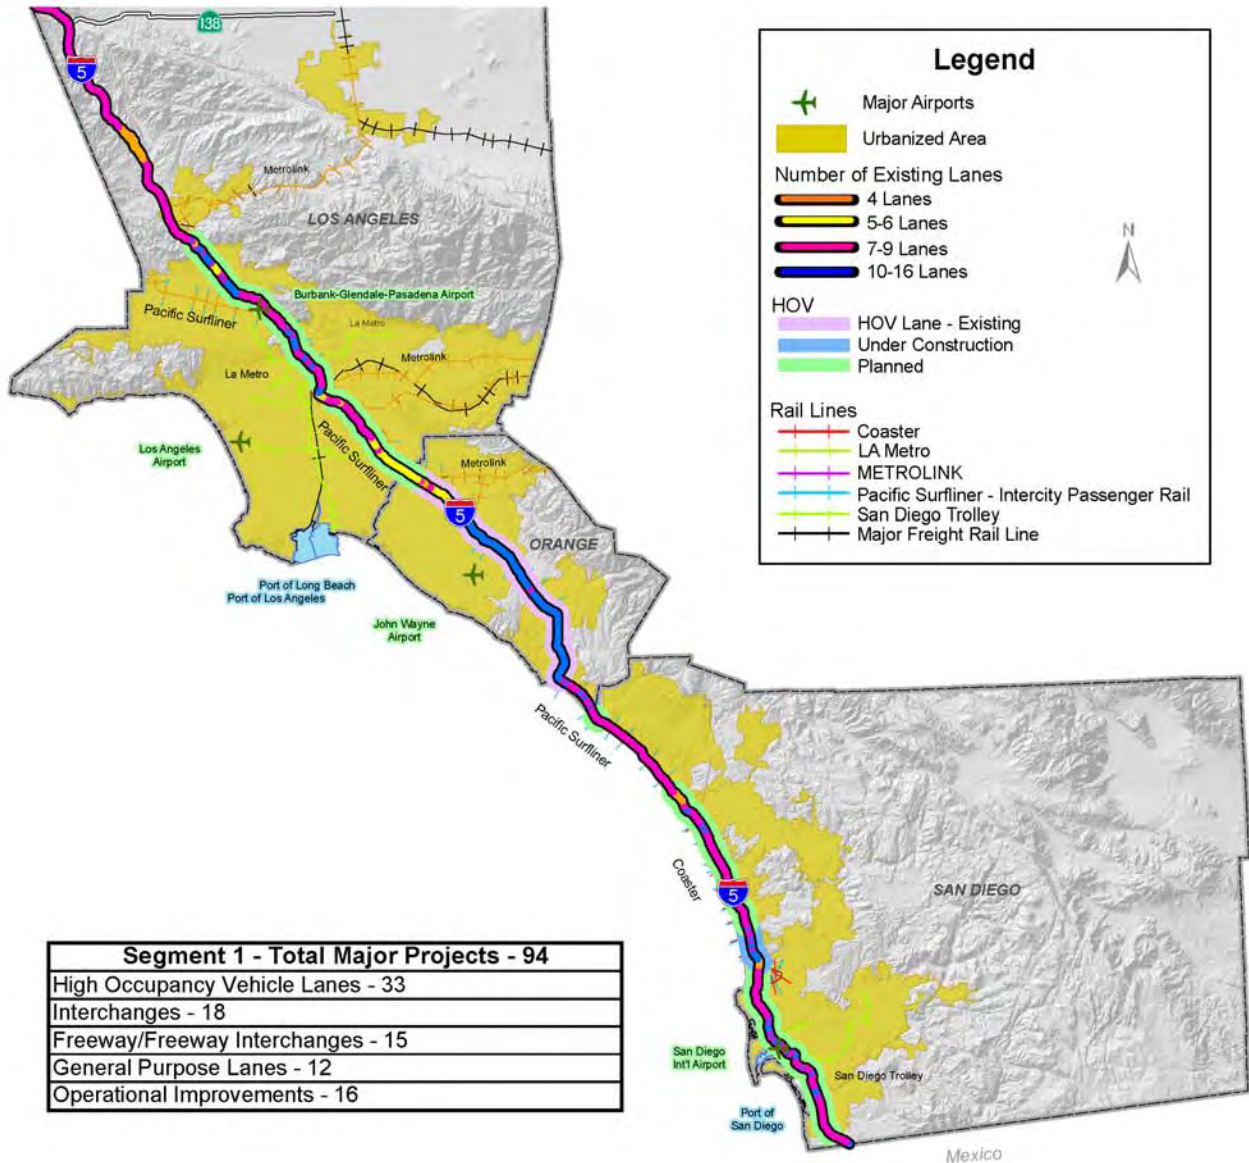 138
5
Metrolink
LOS ANGELES
Burbank-Glendale-Pasadena Airport
Pacific Surfliner
La Metro
La Metro
Metrolink
Los Angeles
Airport
Pacific Surfliner
Metrolink
5
ORANGE
Port of Long Beach
Port of Los Angeles
John Wayne
Airport
Pacific Surfliner
Coaster
5
SAN DIEGO
San Diego
Int'l Airport
San Diego Trolley
Port of
San Diego
Mexico
Legend
Major Airports
Urbanized Area
Number of Existing Lanes
4 Lanes
5-6 Lanes
7-9 Lanes
10-16 Lanes
N
HOV
HOV Lane - Existing
Under Construction
Planned
Rail Lines
Coaster
LA Metro
METROLINK
Pacific Surfliner - Intercity Passenger Rail
San Diego Trolley
Major Freight Rail Line
Segment 1 - Total Major Projects - 94
High Occupancy Vehicle Lanes - 33
Interchanges - 18
Freeway/Freeway Interchanges - 15
General Purpose Lanes - 12
Operational Improvements - 16